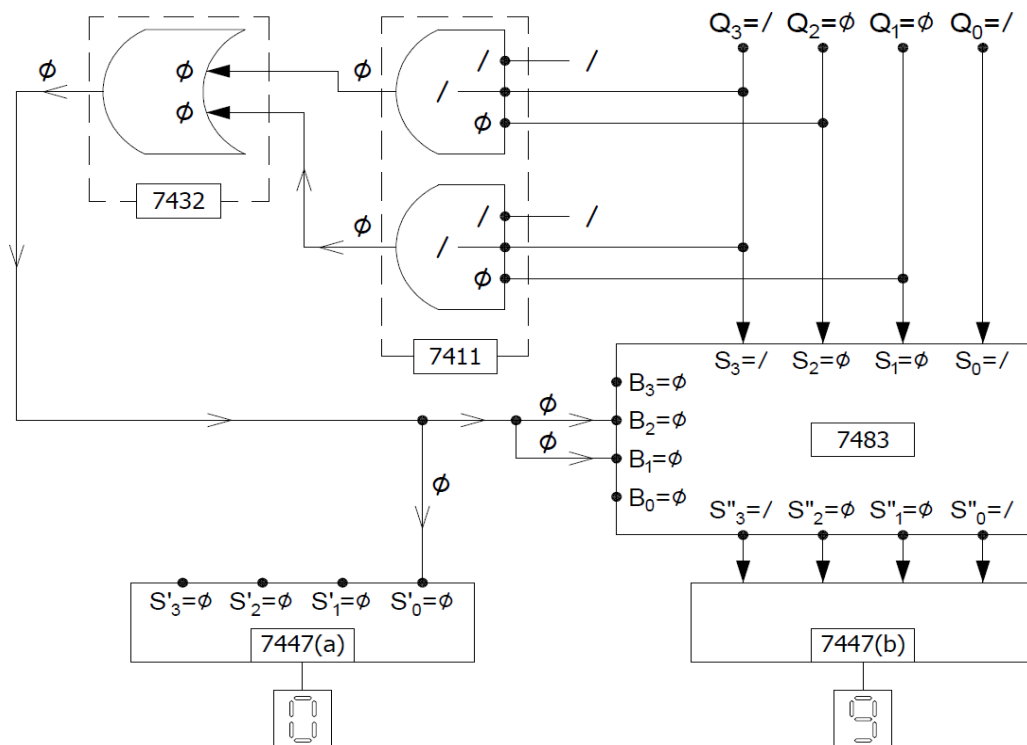 Q₃=/ Q₂=ϕ Q₁=ϕ Q₀=/
ϕ ϕ ϕ / /
/
ϕ ϕ
7432
/ /
ϕ /
ϕ
7411
S₃=/ S₂=ϕ S₁=ϕ S₀=/
B₃=ϕ
ϕ B₂=ϕ 7483
ϕ B₁=ϕ
ϕ B₀=ϕ S"₃=/ S"₂=ϕ S"₁=ϕ S"₀=/
S'₃=ϕ S'₂=ϕ S'₁=ϕ S'₀=ϕ
7447(a) 7447(b)
0 9